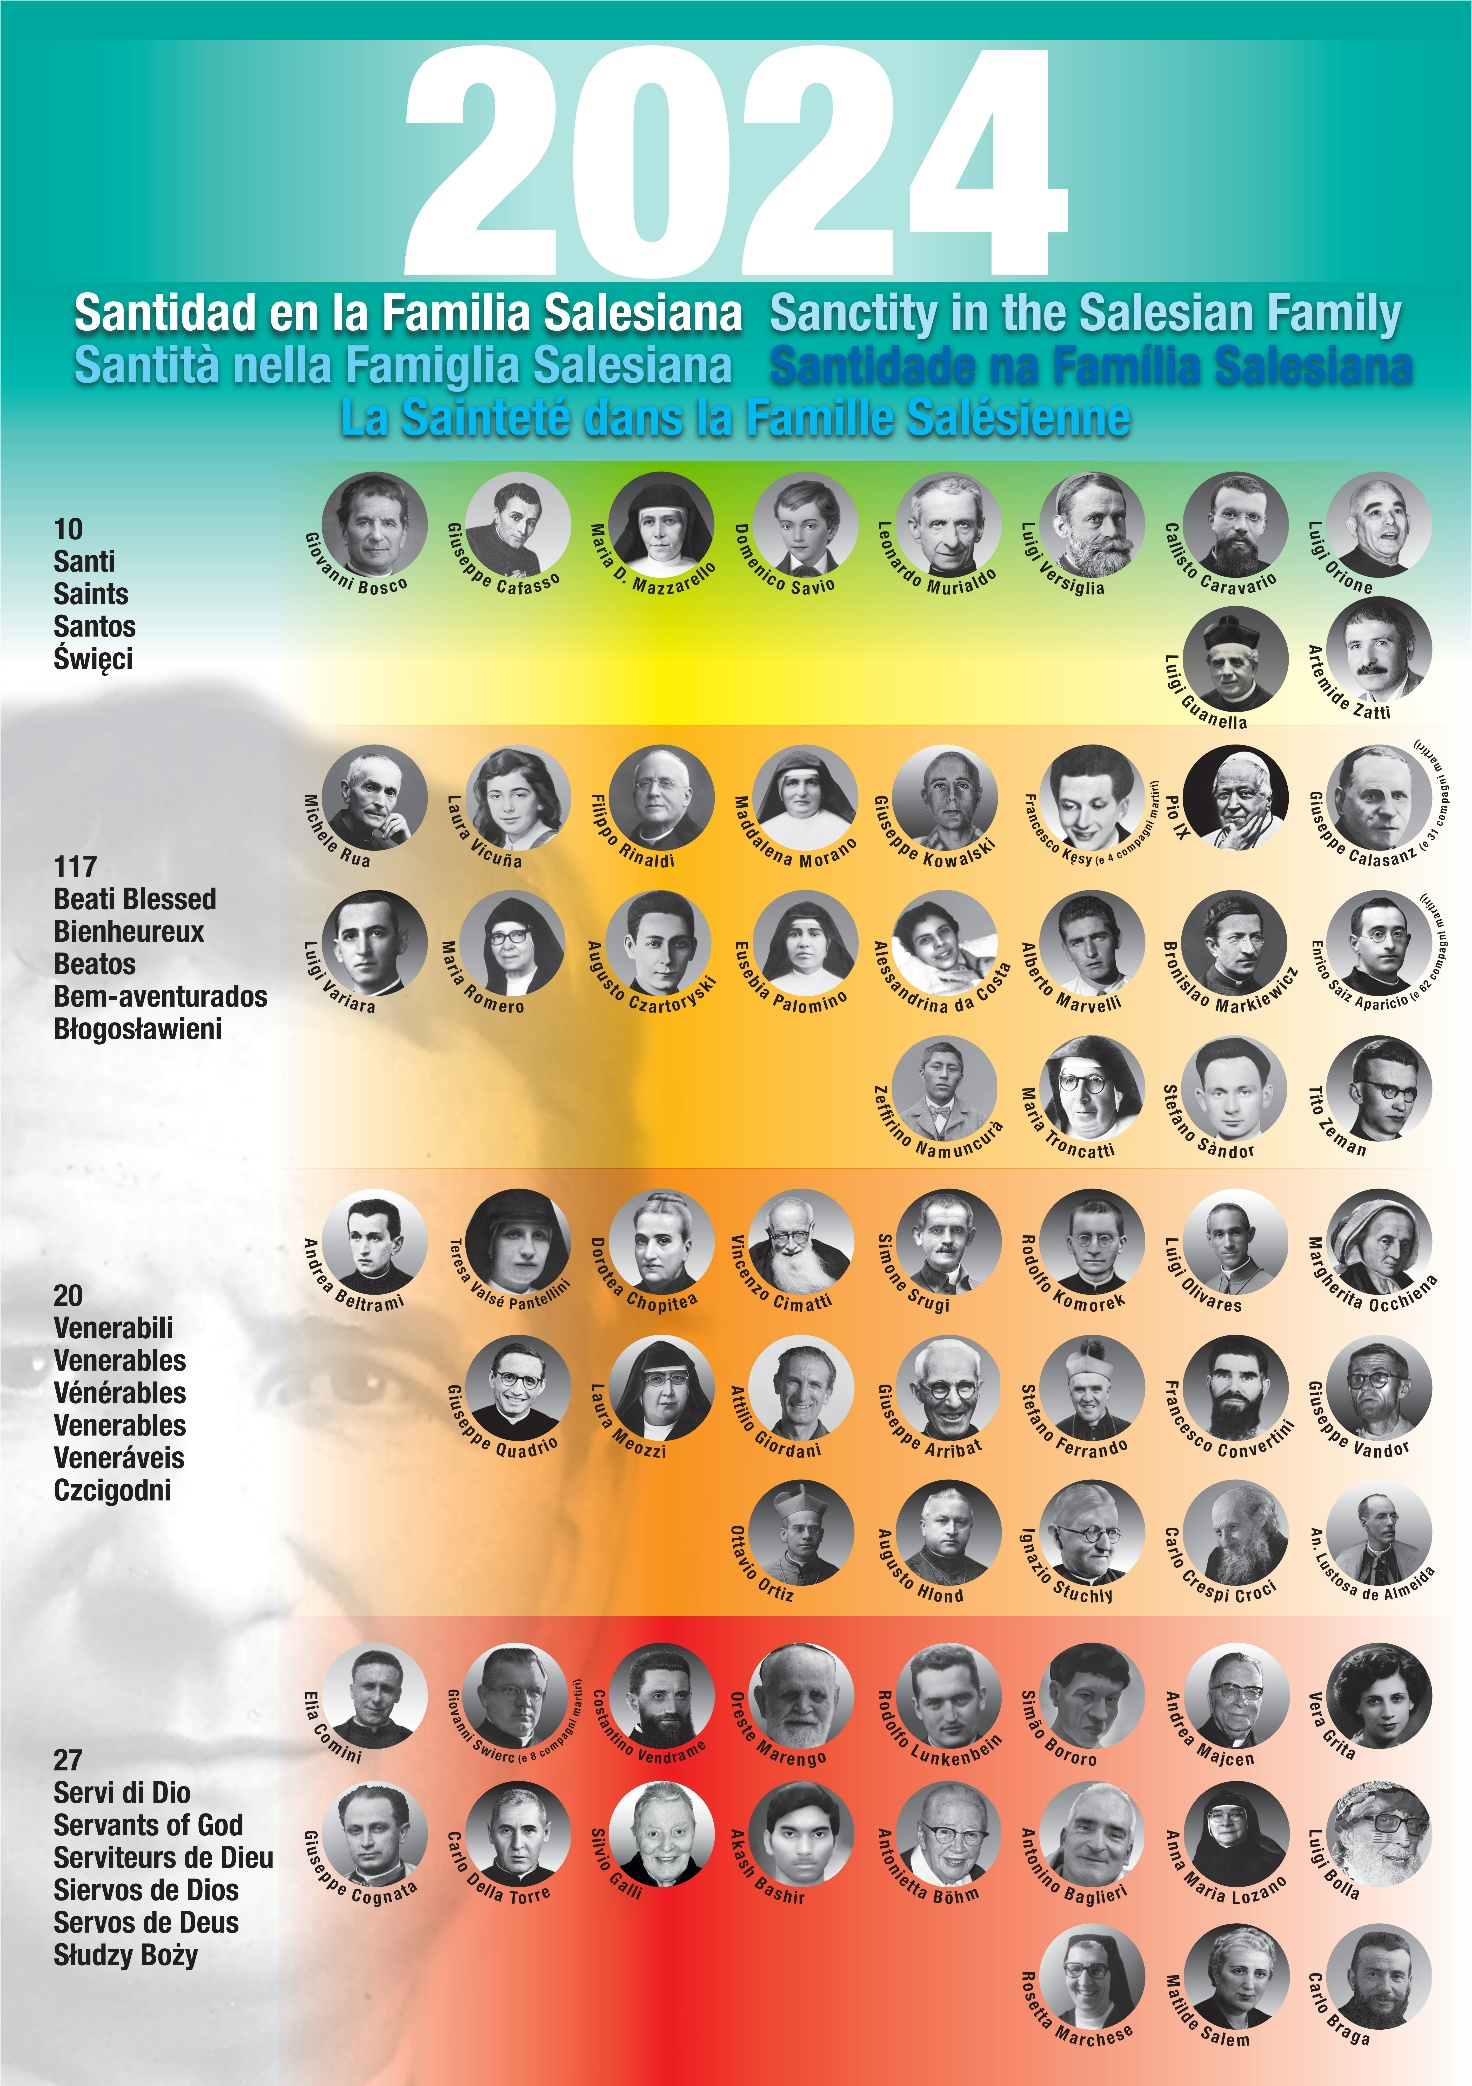 2024
Santidad en la Familia Salesiana
Sanctity in the Salesian Family
Santità nella Famiglia Salesiana
Santidade na Família Salesiana
La Sainteté dans la Famille Salésienne
10
Santi
Saints
Santos
Święci
Giovanni Bosco
Giuseppe Cafasso
Maria D. Mazzarello
Domenico Savio
Leonardo Murialdo
Luigi Versiglia
Callisto Caravario
Luigi Orione
Luigi Guanella
Artemide Zatti
117
Beati Blessed
Bienheureux
Beatos
Bem-aventurados
Błogosławieni
Michele Rua
Laura Vicuña
Filippo Rinaldi
Maddalena Morano
Giuseppe Kowalski
Francesco Kęsy (e 4 compagni martiri)
Pio IX
Giuseppe Calasanz (e 31 compagni martiri)
Luigi Variara
Maria Romero
Augusto Czartoryski
Eusebia Palomino
Alessandrina da Costa
Alberto Marvelli
Bronislao Markiewicz
Enrico Saiz Aparicio (e 62 compagni martiri)
Zeffirino Namuncurà
Maria Troncatti
Stefano Sàndor
Tito Zeman
20
Venerabili
Venerables
Vénérables
Venerables
Veneráveis
Czcigodni
Andrea Beltrami
Teresa Valsé Pantellini
Dorotea Chopitea
Vincenzo Cimatti
Simone Srugi
Rodolfo Komorek
Luigi Olivares
Margherita Occhiena
Giuseppe Quadrio
Laura Meozzi
Attilio Giordani
Giuseppe Arribat
Stefano Ferrando
Francesco Convertini
Giuseppe Vandor
Ottavio Ortiz
Augusto Hlond
Ignazio Stuchly
Carlo Crespi Croci
An. Lustosa de Almeida
27
Servi di Dio
Servants of God
Serviteurs de Dieu
Siervos de Dios
Servos de Deus
Słudzy Boży
Elia Comini
Giovanni Swierc (e 8 compagni martiri)
Costantino Vendrame
Oreste Marengo
Rodolfo Lunkenbein
Simão Bororo
Andrea Majcen
Vera Grita
Giuseppe Cognata
Carlo Della Torre
Silvio Galli
Akash Bashir
Antonietta Böhm
Antonino Baglieri
Anna Maria Lozano
Luigi Bolla
Rosetta Marchese
Matilde Salem
Carlo Braga